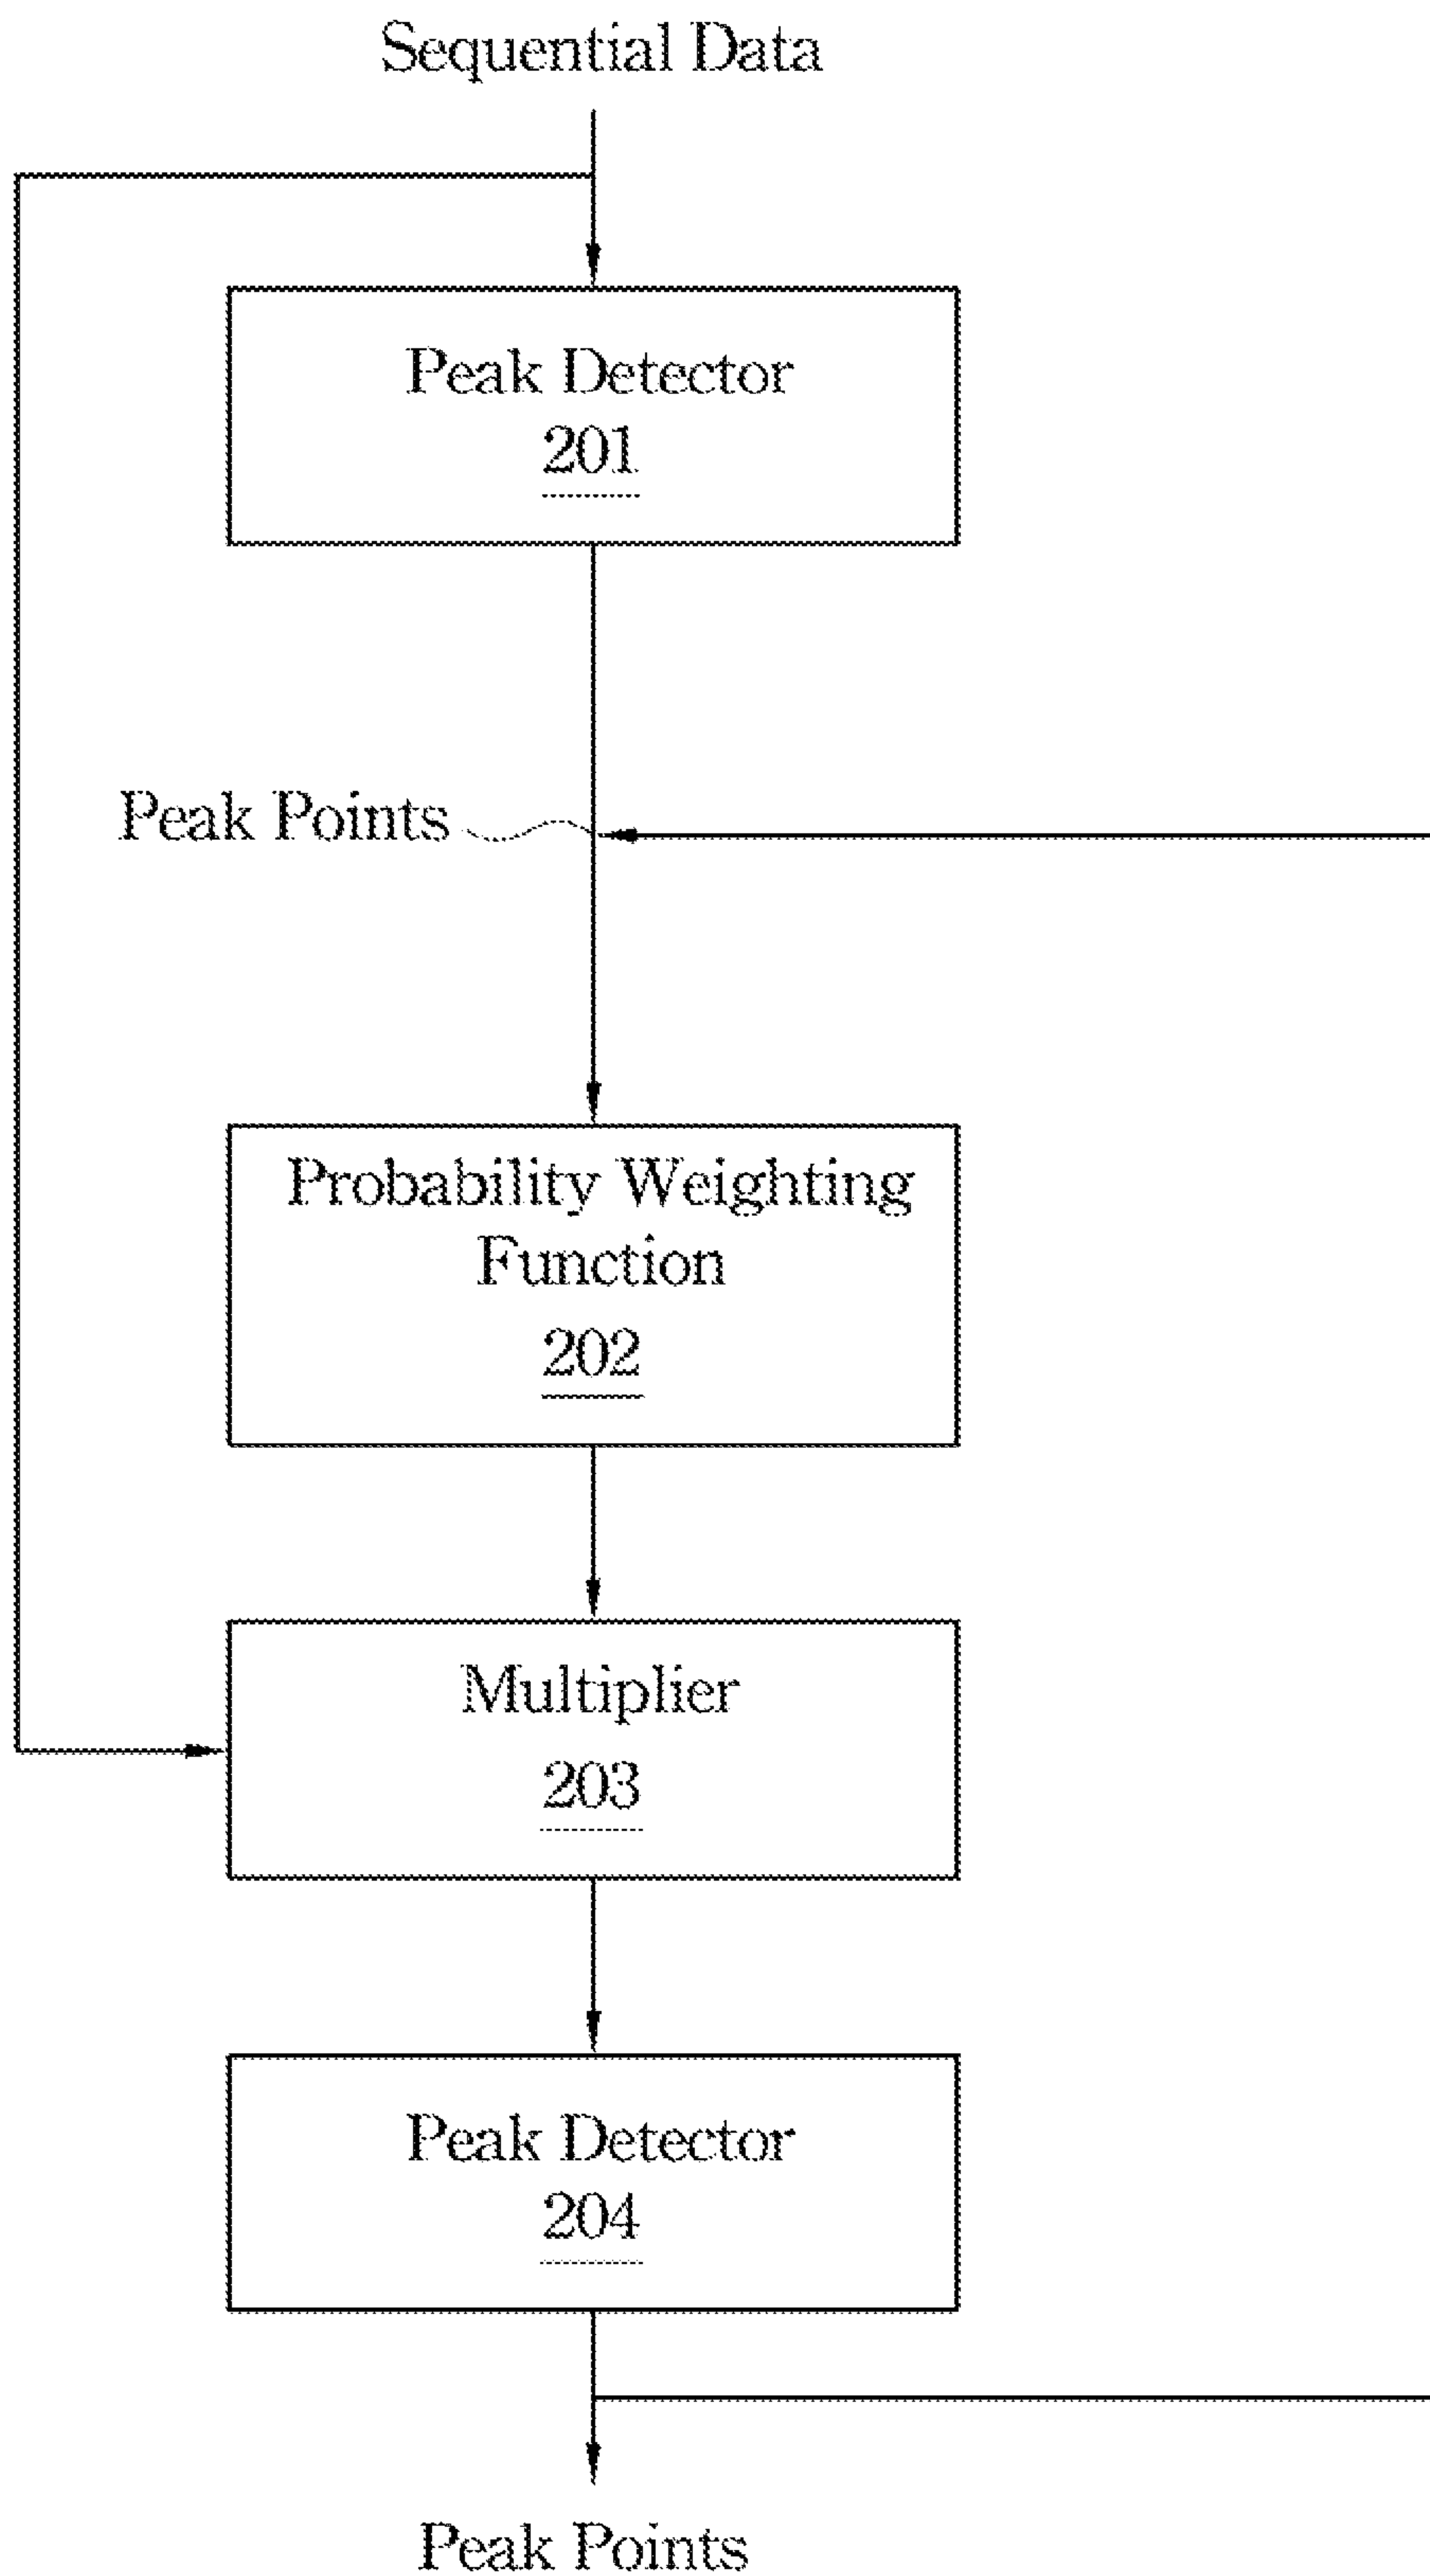 Sequential Data
Peak Detector
201
Peak Points
Probability Weighting
Function
202
Multiplier
203
Peak Detector
204
Peak Points